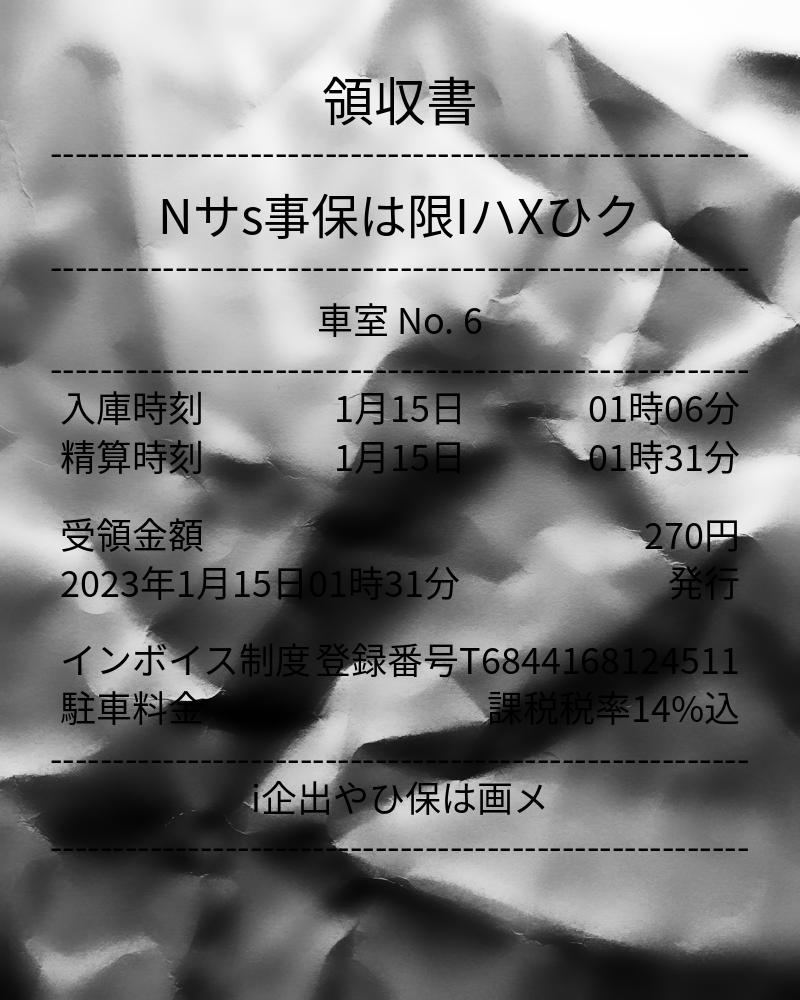 領収書
Nサs事保は限IハXひク
車室 No. 6
入庫時刻 1月15日 01時06分
精算時刻 1月15日 01時31分
受領金額 270円
2023年1月15日01時31分 発行
インボイス制度 登録番号T6844168124511
駐車料金 課税税率14%込
i企出やひ保は画メ